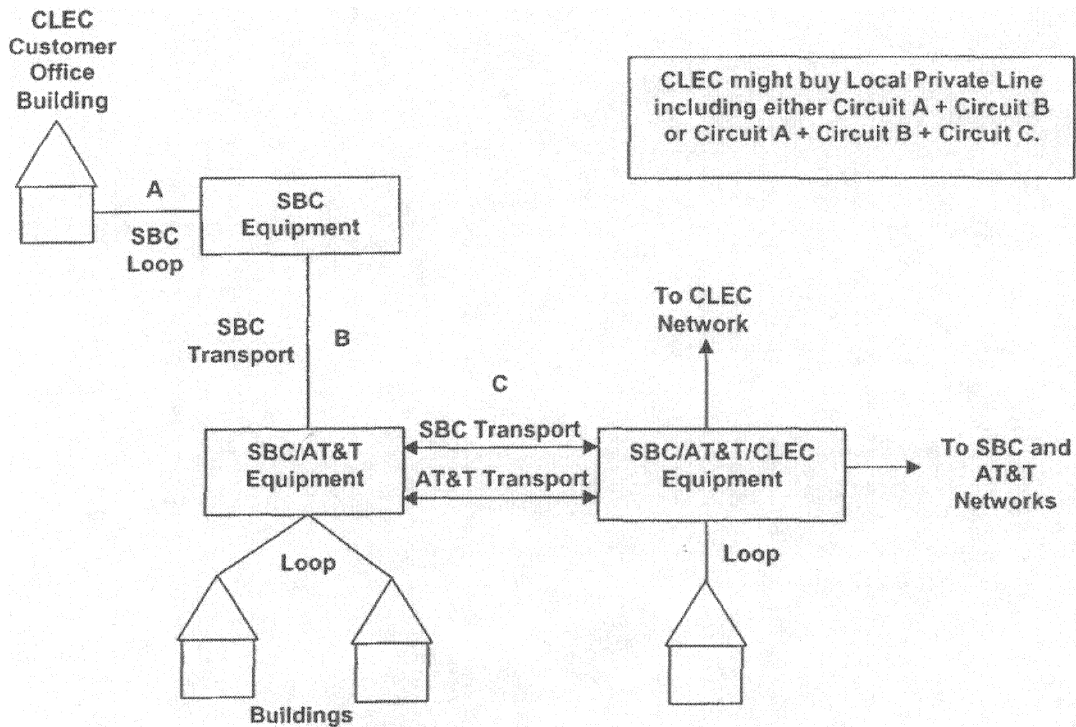 CLEC
Customer
Office
Building
CLEC might buy Local Private Line
including either Circuit A + Circuit B
or Circuit A + Circuit B + Circuit C.
A
SBC
Equipment
SBC
Loop
SBC
Transport
B
To CLEC
Network
C
SBC/AT&T
Equipment
SBC Transport
AT&T Transport
SBC/AT&T/CLEC
Equipment
To SBC and
AT&T
Networks
Loop
Loop
Buildings